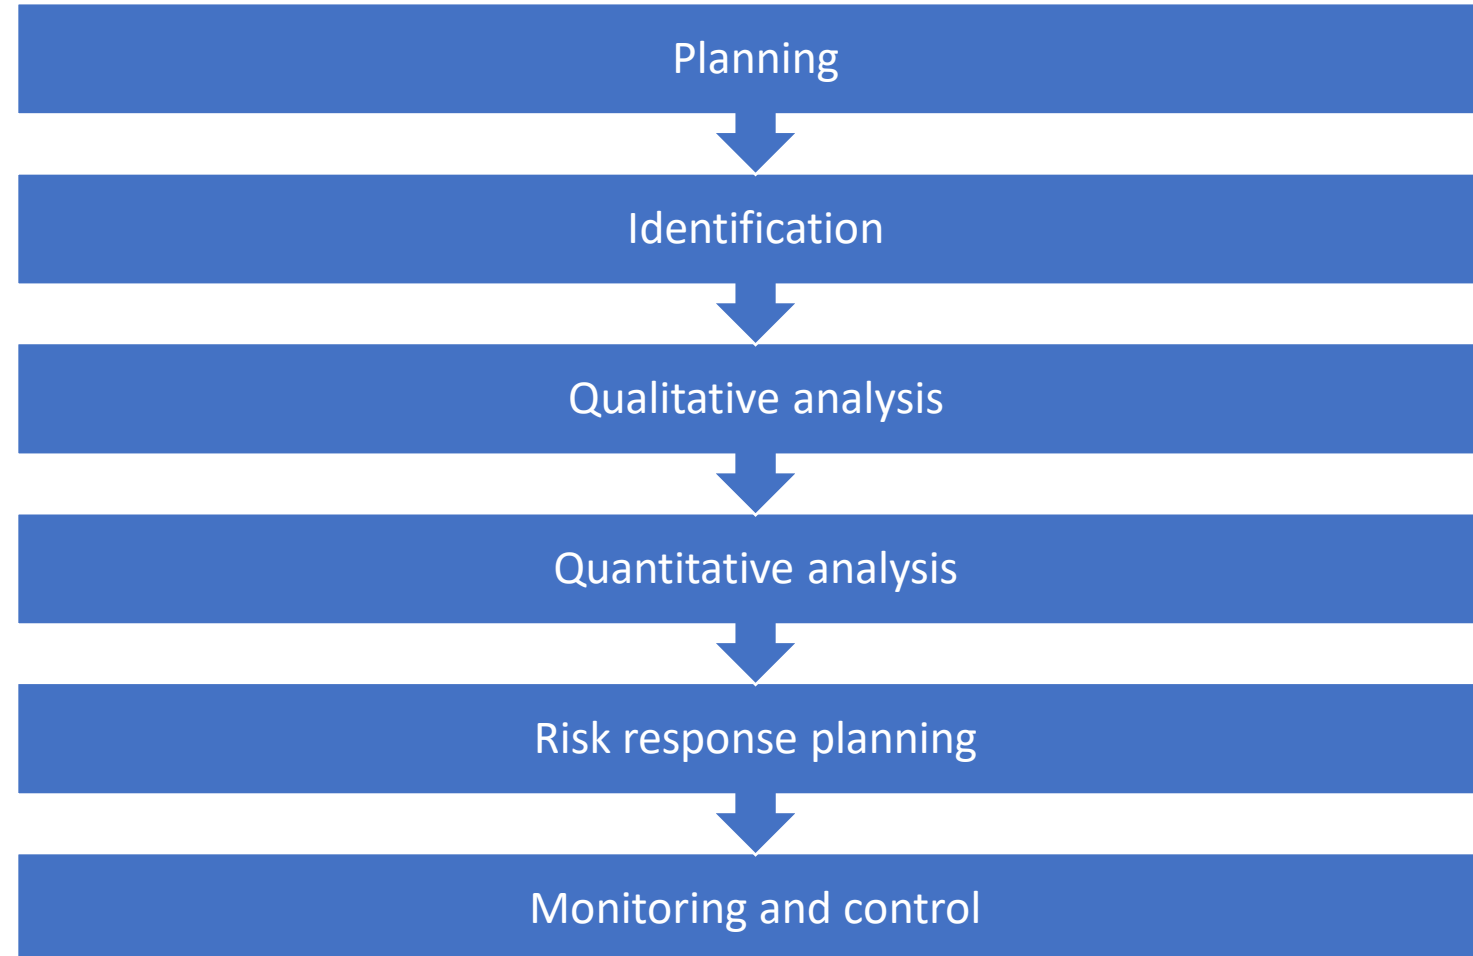 Planning
Identification
Qualitative analysis
Quantitative analysis
Risk response planning
Monitoring and control